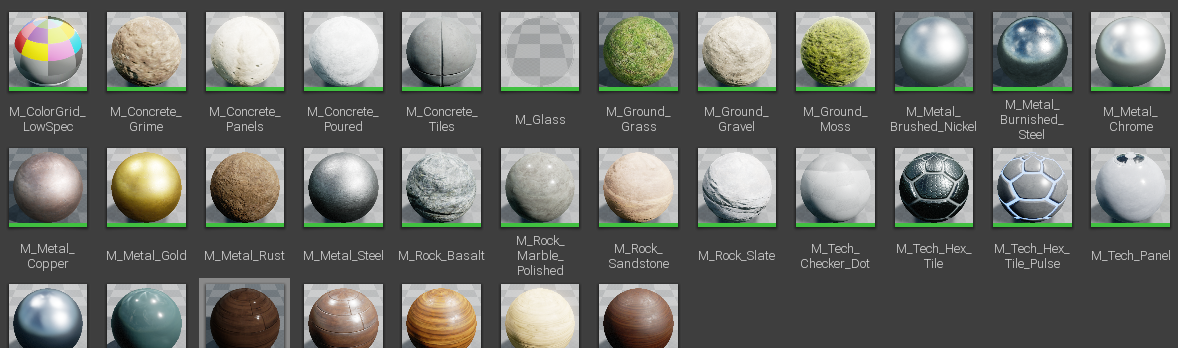 M_ColorGrid_
LowSpec
M_Concrete_
Grime
M_Concrete_
Panels
M_Concrete_
Poured
M_Concrete_
Tiles
M_Glass
M_Ground_
Grass
M_Ground_
Gravel
M_Ground_
Moss
M_Metal_
Brushed_Nickel
M_Metal_
Burnished_
Steel
M_Metal_
Chrome
M_Metal_
Copper
M_Metal_Gold
M_Metal_Rust
M_Metal_Steel
M_Rock_Basalt
M_Rock_
Marble_
Polished
M_Rock_
Sandstone
M_Rock_Slate
M_Tech_
Checker_Dot
M_Tech_Hex_
Tile
M_Tech_Hex_
Tile_Pulse
M_Tech_Panel